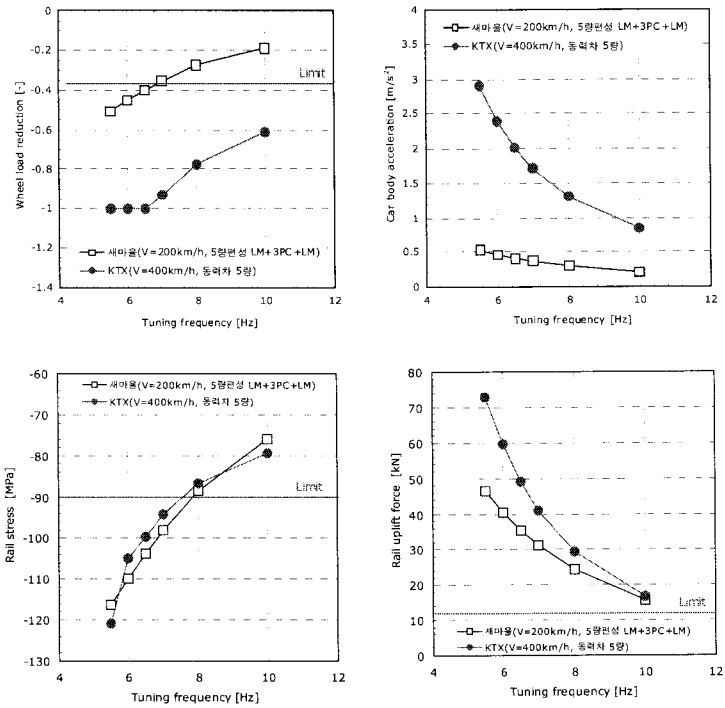 0
-0.2
-0.4
-0.6
-0.8
-1
-1.2
-1.4
Wheel load reduction [-]
Limit
새마을(V=200km/h, 5량편성 LM+3PC+LM)
KTX(V=400km/h, 동력차 5량)
4 6 8 10 12
Tuning frequency [Hz]
4
3.5
3
2.5
2
1.5
1
0.5
0
Car body acceleration [m/s²]
새마을(V=200km/h, 5량편성 LM+3PC+LM)
KTX(V=400km/h, 동력차 5량)
4 6 8 10 12
Tuning frequency [Hz]
-60
-70
-80
-90
-100
-110
-120
-130
Rail stress [MPa]
새마을(V=200km/h, 5량편성 LM+3PC+LM)
KTX(V=400km/h, 동력차 5량)
Limit
4 6 8 10 12
Tuning frequency [Hz]
80
70
60
50
40
30
20
10
0
Rail uplift force [kN]
Limit
새마을(V=200km/h, 5량편성 LM+3PC+LM)
KTX(V=400km/h, 동력차 5량)
4 6 8 10 12
Tuning frequency [Hz]